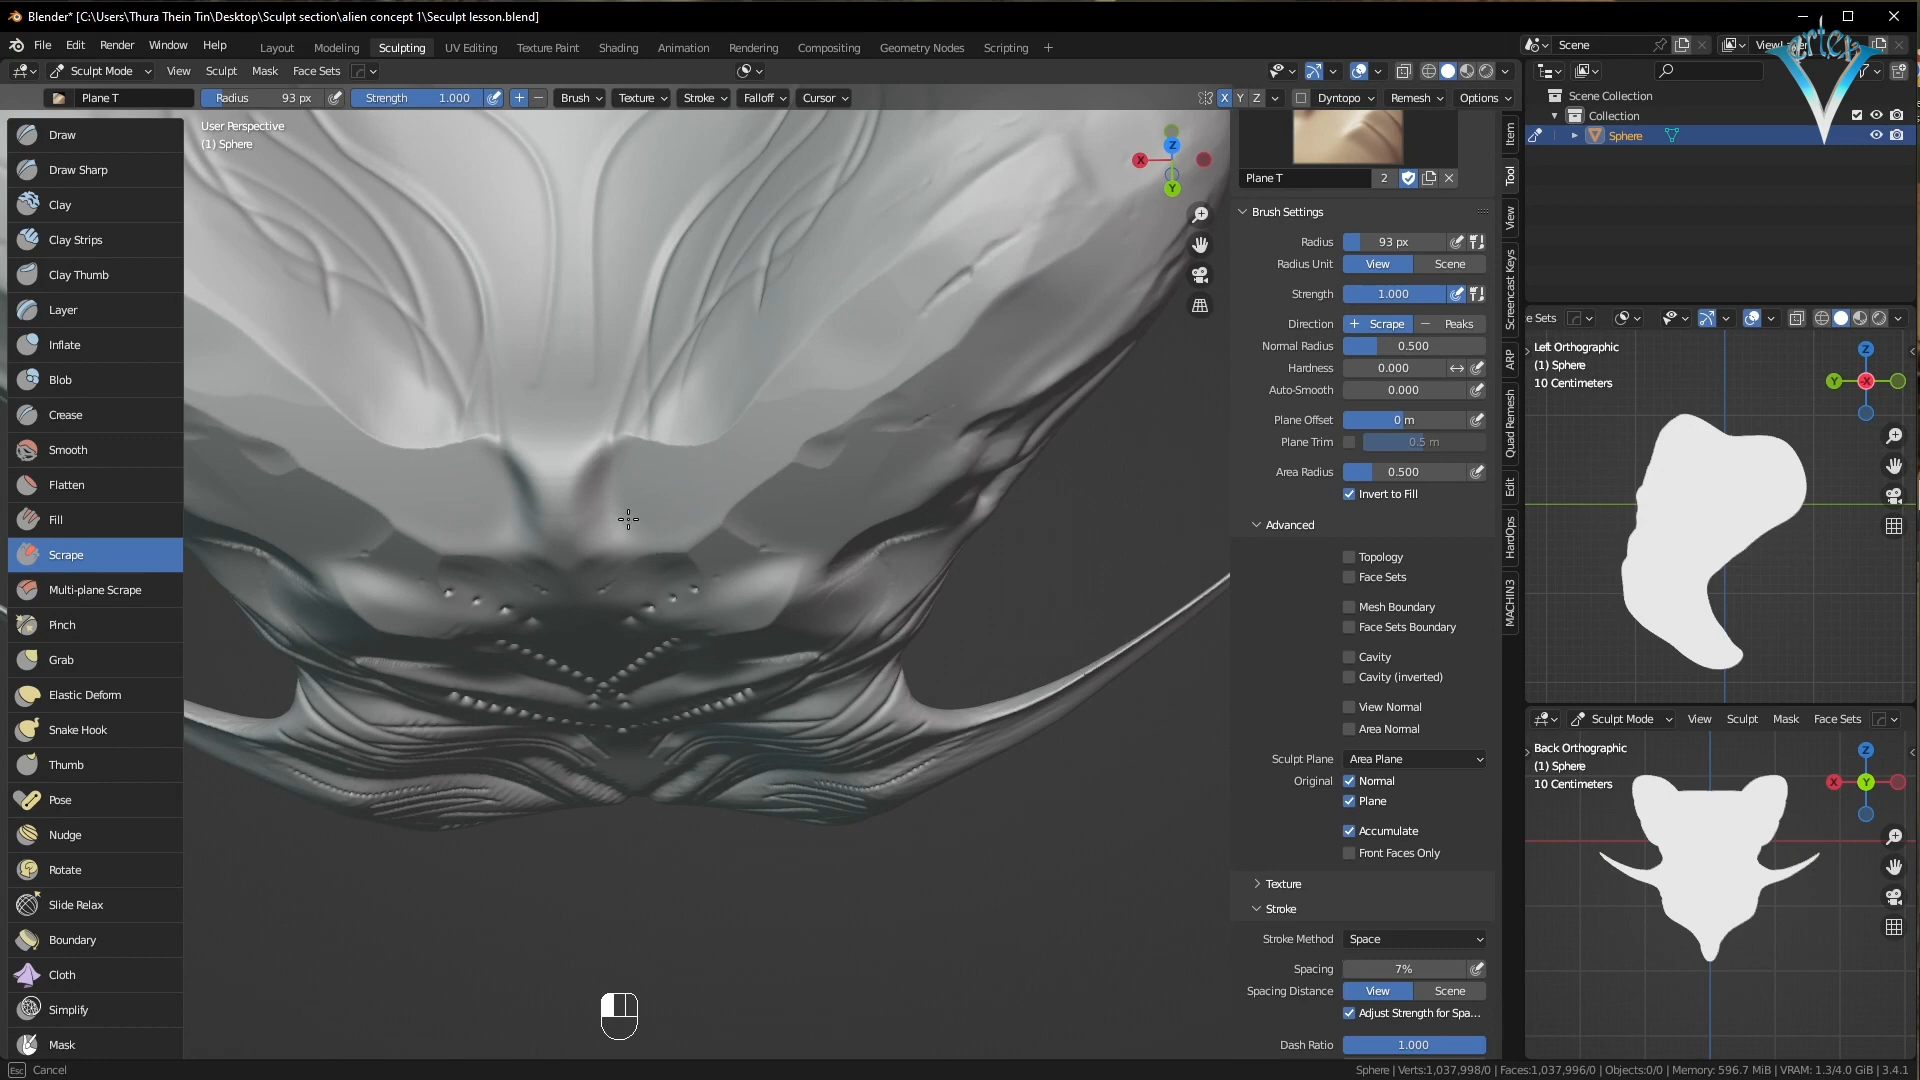 Blender* [C:\Users\Thura Thein Tin\Desktop\Sculpt section\alien concept 1\Seculpt lesson.blend]
File Edit Render Window Help Layout Modeling Sculpting UV Editing Texture Paint Shading Animation Rendering Compositing Geometry Nodes Scripting + Scene
Sculpt Mode View Sculpt Mask Face Sets
Plane T Radius 93 px Strength 1.000 + − Brush Texture Stroke Falloff Cursor X Y Z Dyntopo Remesh Options
Scene Collection
Collection
Sphere
User Perspective
(1) Sphere
Z
X
Y
Draw
Draw Sharp
Clay
Clay Strips
Clay Thumb
Layer
Inflate
Blob
Crease
Smooth
Flatten
Fill
Scrape
Multi-plane Scrape
Pinch
Grab
Elastic Deform
Snake Hook
Thumb
Pose
Nudge
Rotate
Slide Relax
Boundary
Cloth
Simplify
Mask
Plane T 2
Brush Settings
Radius 93 px
Radius Unit View Scene
Strength 1.000
Direction + Scrape − Peaks
Normal Radius 0.500
Hardness 0.000
Auto-Smooth 0.000
Plane Offset 0 m
Plane Trim 0.5 m
Area Radius 0.500
Invert to Fill
Advanced
Topology
Face Sets
Mesh Boundary
Face Sets Boundary
Cavity
Cavity (inverted)
View Normal
Area Normal
Sculpt Plane Area Plane
Original Normal
Plane
Accumulate
Front Faces Only
Texture
Stroke
Stroke Method Space
Spacing 7%
Spacing Distance View Scene
Adjust Strength for Spa...
Dash Ratio 1.000
Item
Tool
View
Screencast Keys
ARP
Quad Remesh
Edit
HardOps
MACHIN3
e Sets
Left Orthographic
(1) Sphere
10 Centimeters
Z
Y
X
Sculpt Mode View Sculpt Mask Face Sets
Back Orthographic
(1) Sphere
10 Centimeters
Z
X
Y
Esc Cancel
Sphere | Verts:1,037,998/0 | Faces:1,037,996/0 | Objects:0/0 | Memory: 596.7 MiB | VRAM: 1.3/4.0 GiB | 3.4.1